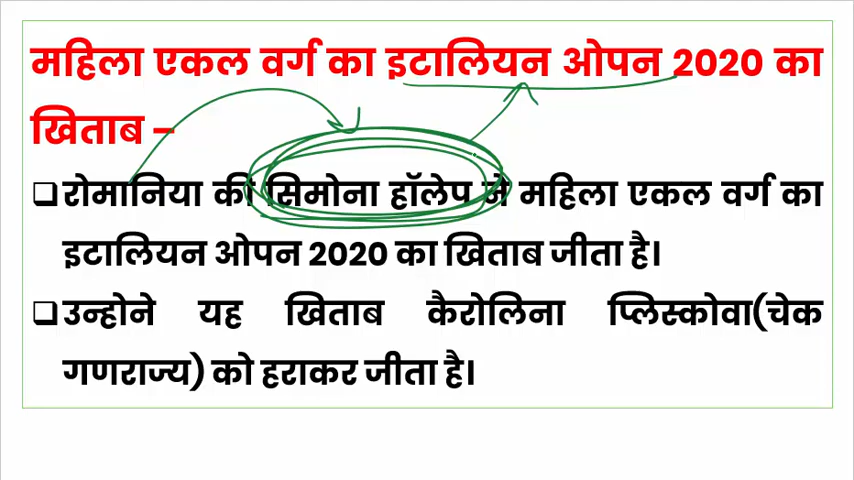 महिला एकल वर्ग का इटालियन ओपन 2020 का
खिताब –
❑रोमानिया की सिमोना हॉलेप ने महिला एकल वर्ग का
इटालियन ओपन 2020 का खिताब जीता है।
❑उन्होने यह खिताब कैरोलिना प्लिस्कोवा(चेक
गणराज्य) को हराकर जीता है।